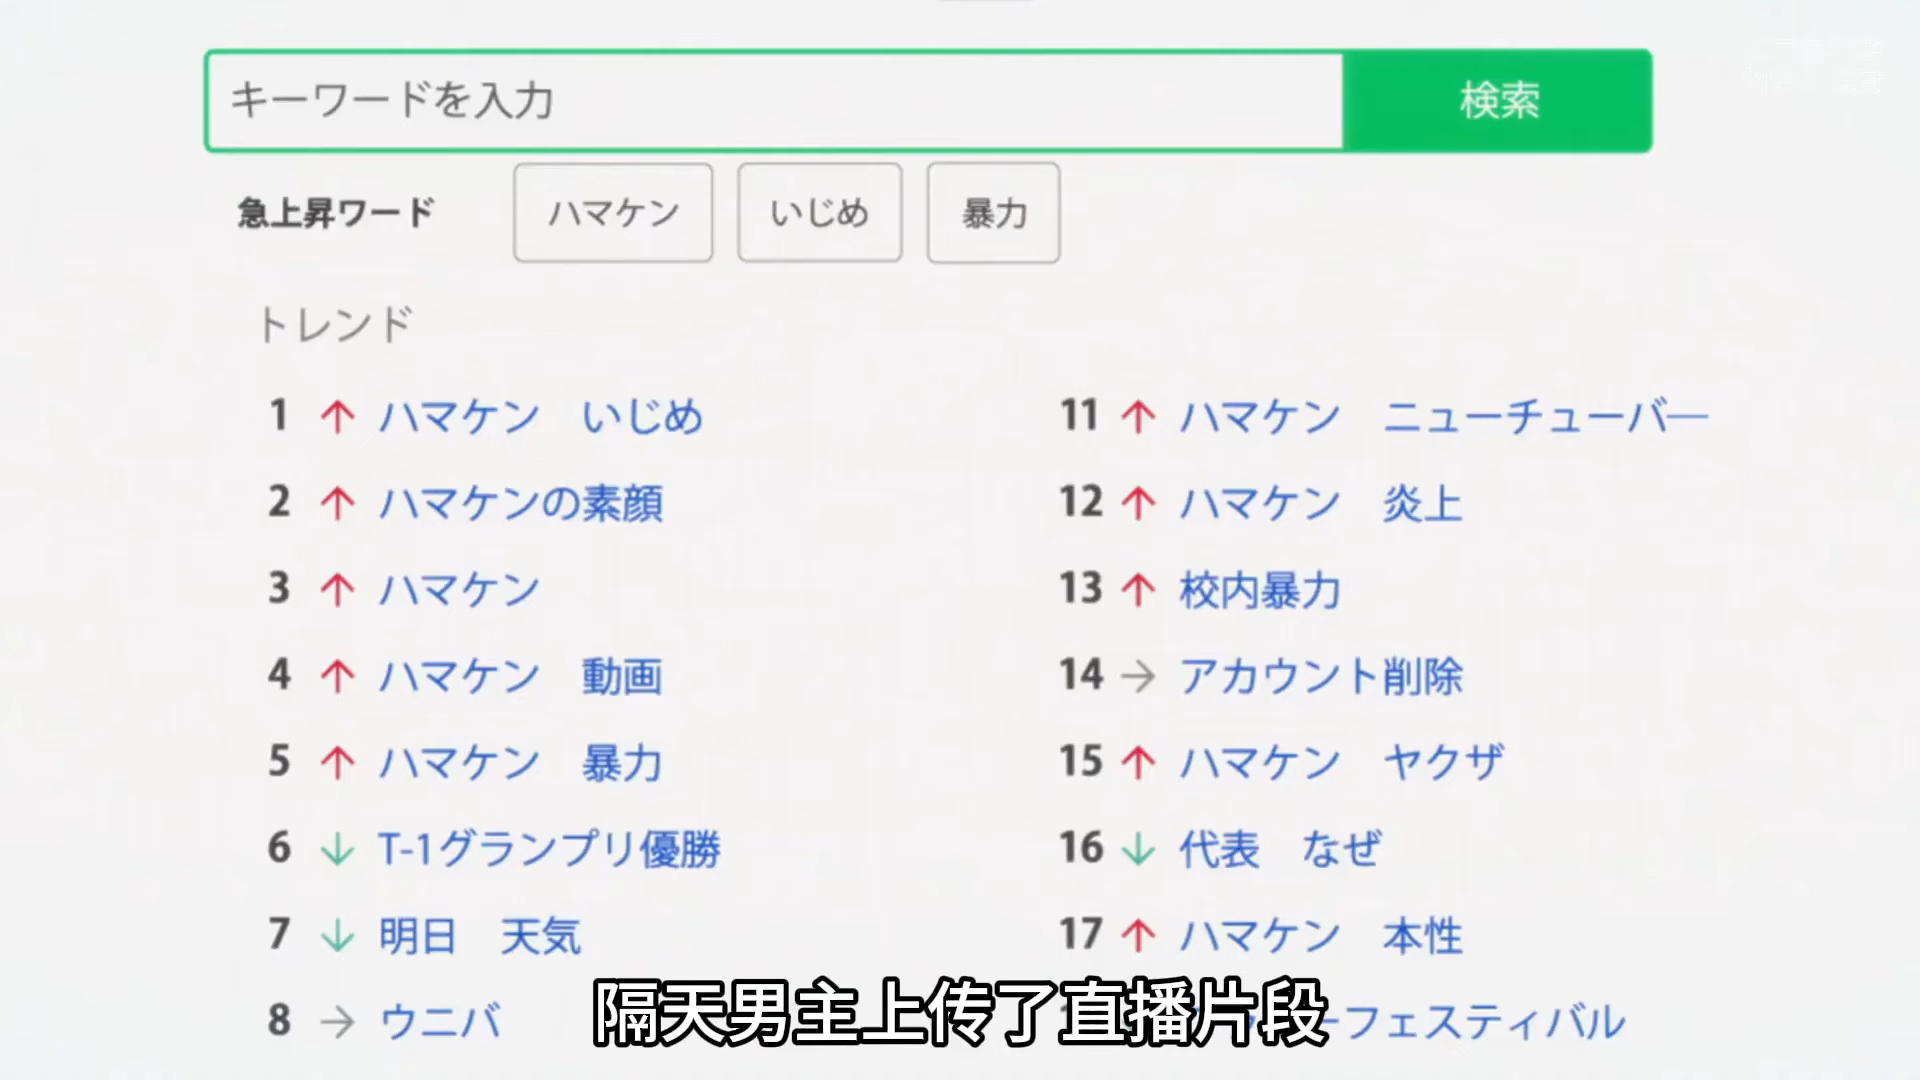 キーワードを入力
検索
急上昇ワード ハマケン いじめ 暴力
トレンド
1 ↑ ハマケン いじめ
2 ↑ ハマケンの素顔
3 ↑ ハマケン
4 ↑ ハマケン 動画
5 ↑ ハマケン 暴力
6 ↓ T-1グランプリ優勝
7 ↓ 明日 天気
8 → ウニバ
11 ↑ ハマケン ニューチューバー
12 ↑ ハマケン 炎上
13 ↑ 校内暴力
14 → アカウント削除
15 ↑ ハマケン ヤクザ
16 ↓ 代表 なぜ
17 ↑ ハマケン 本性
ーフェスティバル
隔天男主上传了直播片段